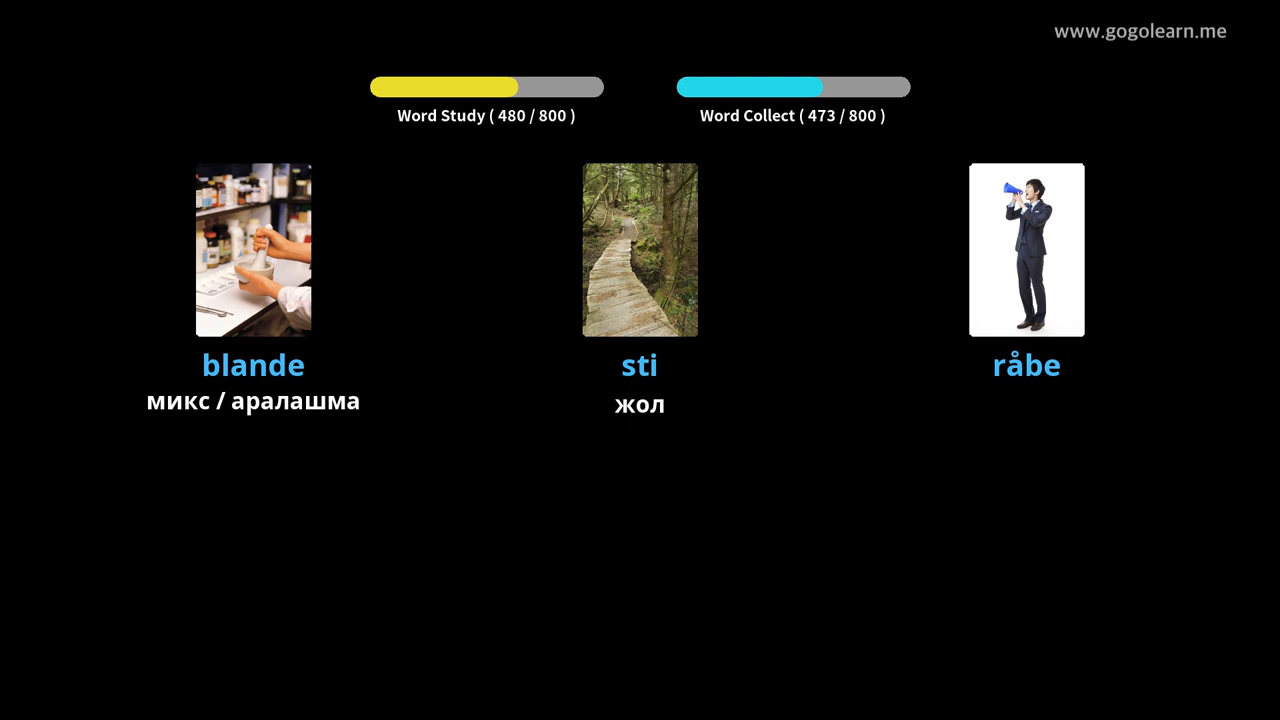 www.gogolearn.me
Word Study ( 480 / 800 )
Word Collect ( 473 / 800 )
blande
микс / аралашма
sti
жол
råbe